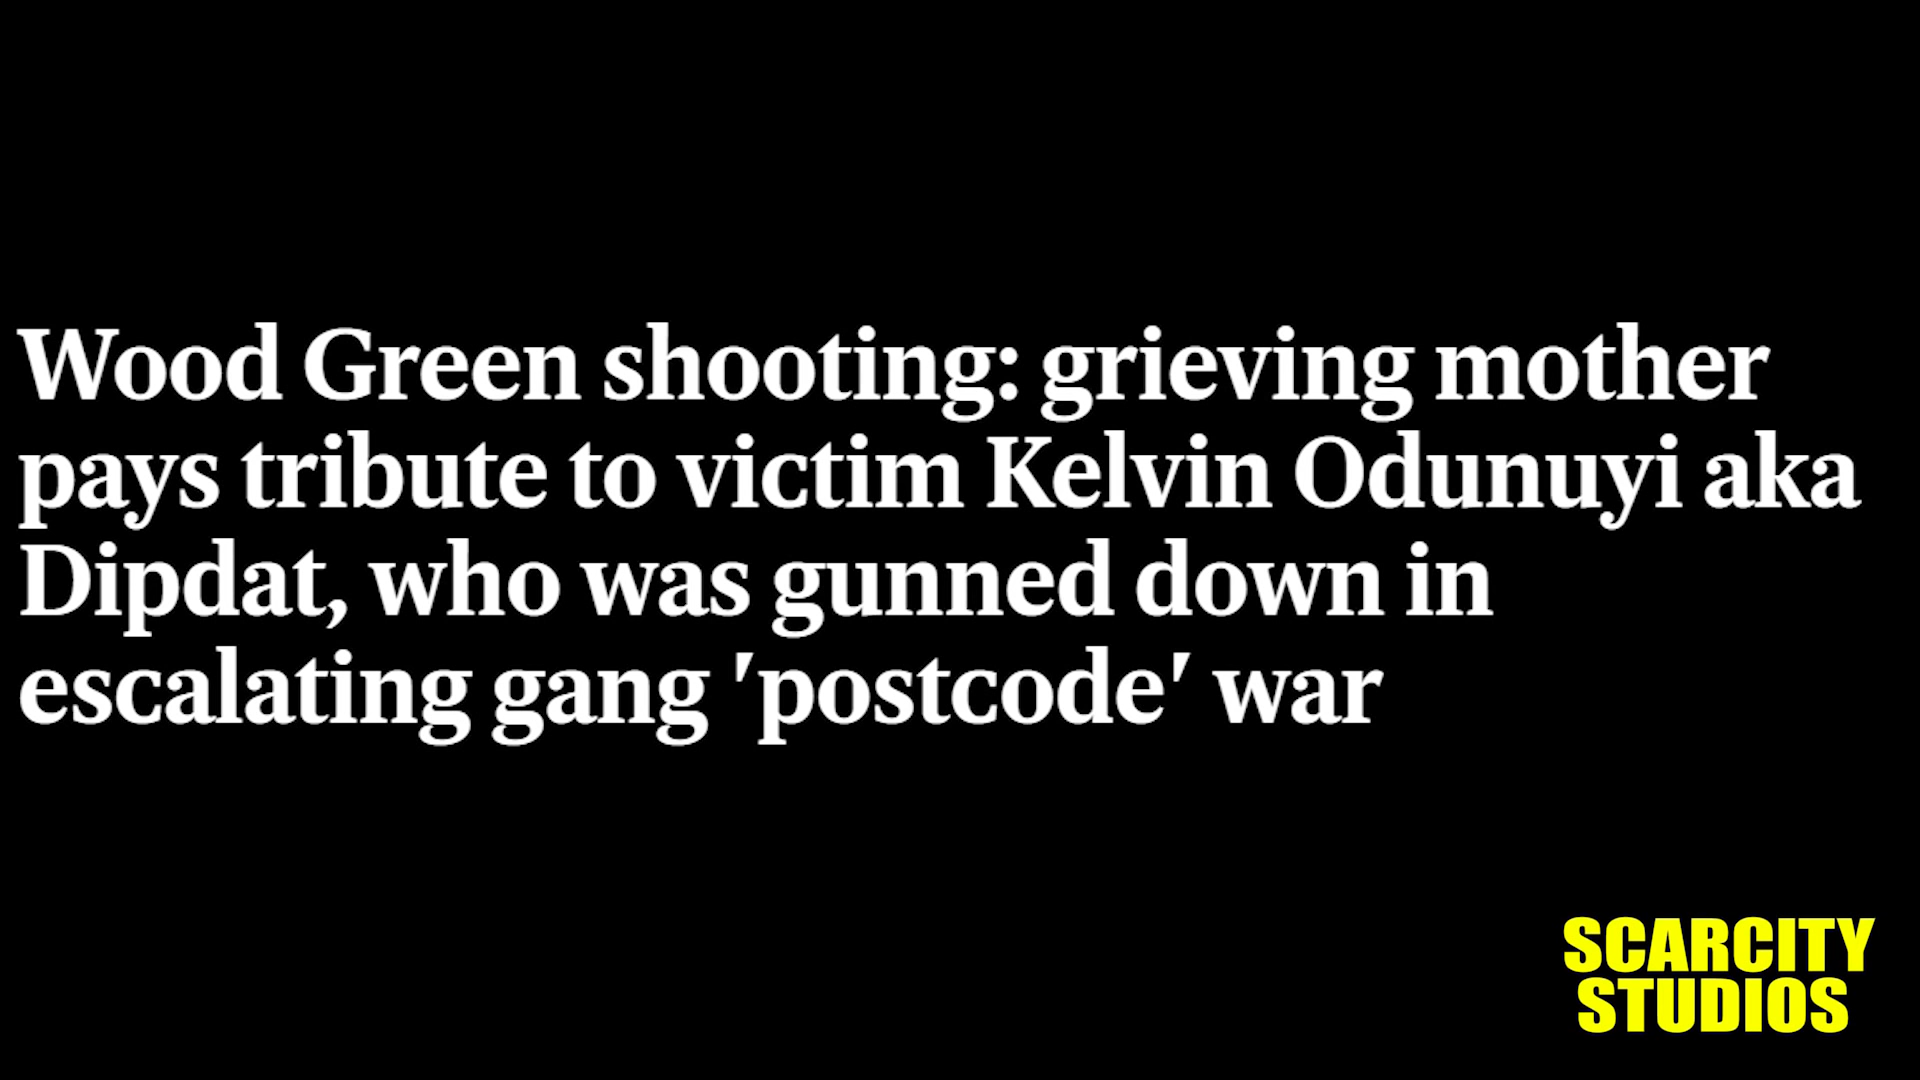 Wood Green shooting: grieving mother
pays tribute to victim Kelvin Odunuyi aka
Dipdat, who was gunned down in
escalating gang 'postcode' war
SCARCITY
STUDIOS